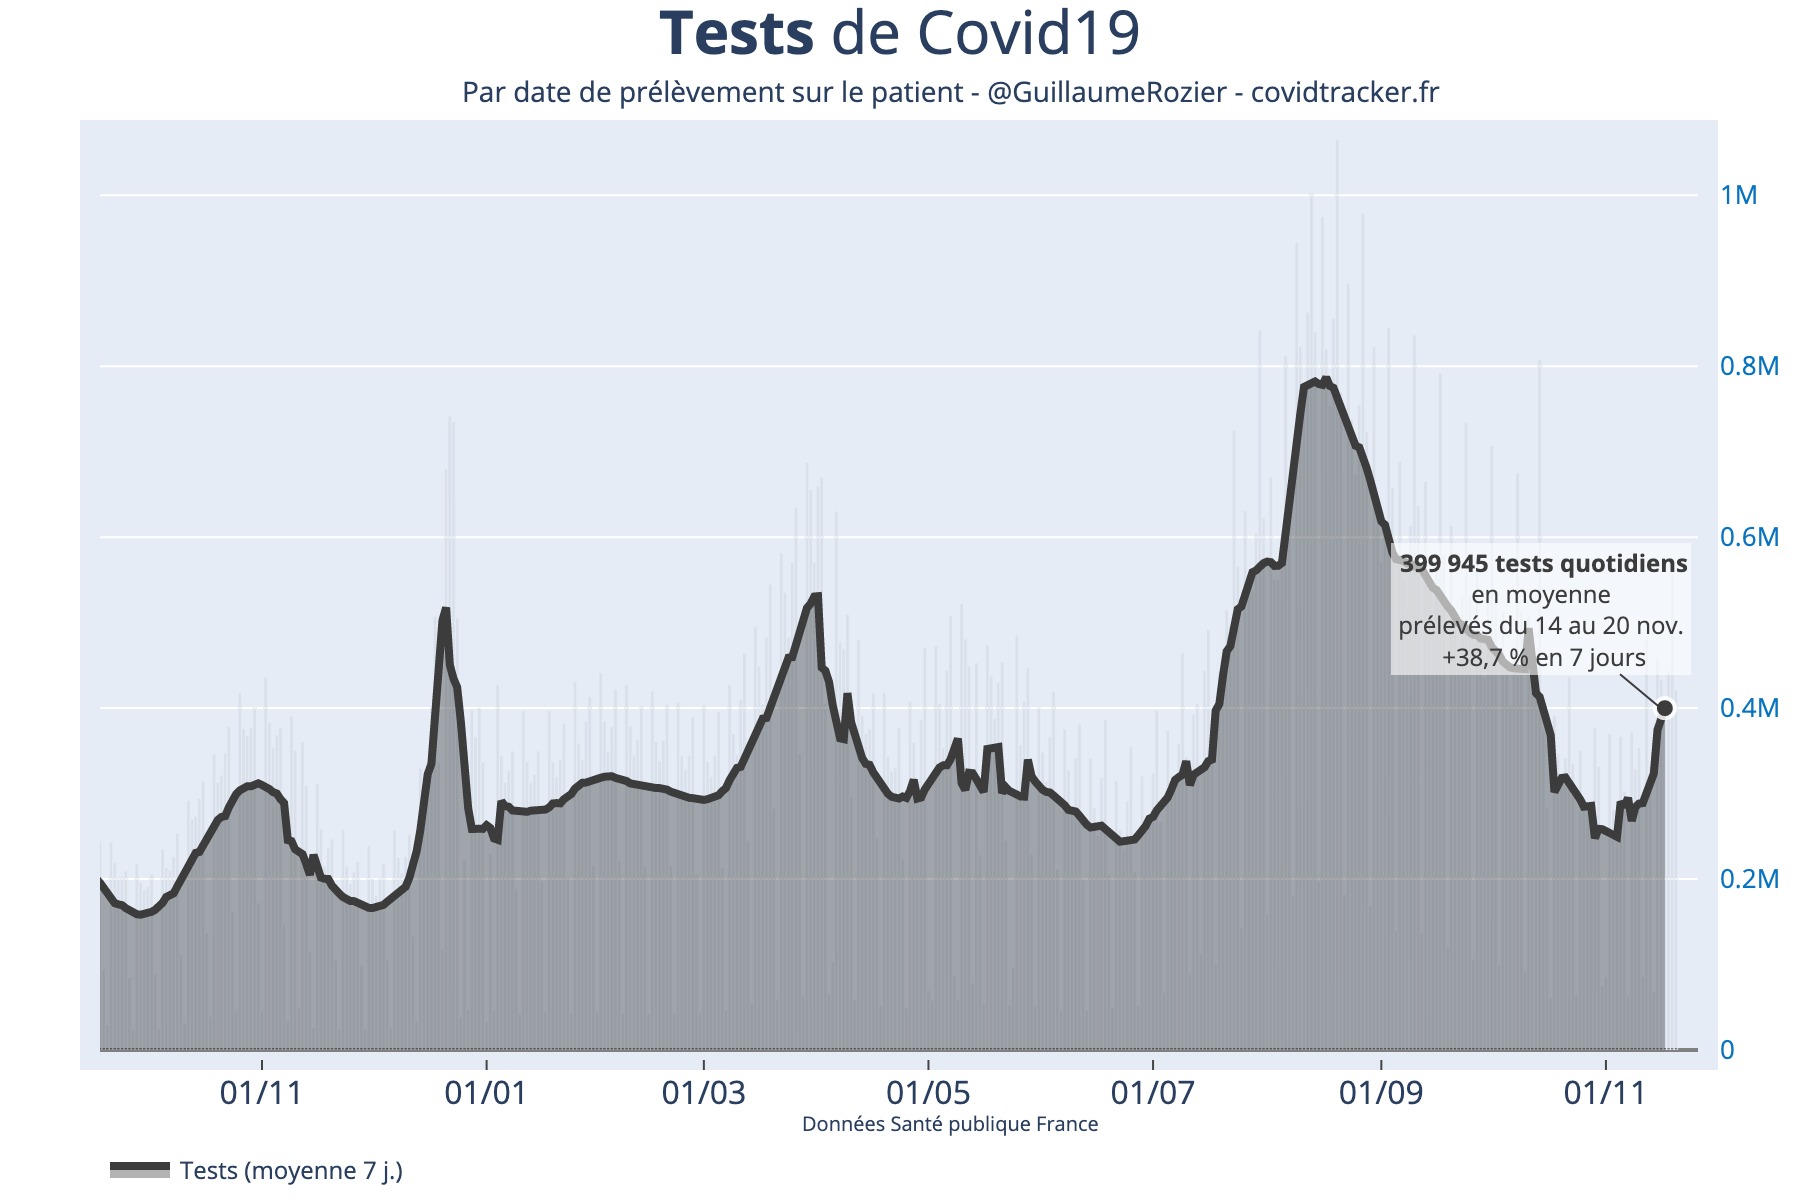 Tests de Covid19
Par date de prélèvement sur le patient - @GuillaumeRozier - covidtracker.fr
1M
0.8M
0.6M
399 945 tests quotidiens
en moyenne
prélevés du 14 au 20 nov.
+38,7 % en 7 jours
0.4M
0.2M
0
01/11 01/01 01/03 01/05 01/07 01/09 01/11
Données Santé publique France
Tests (moyenne 7 j.)